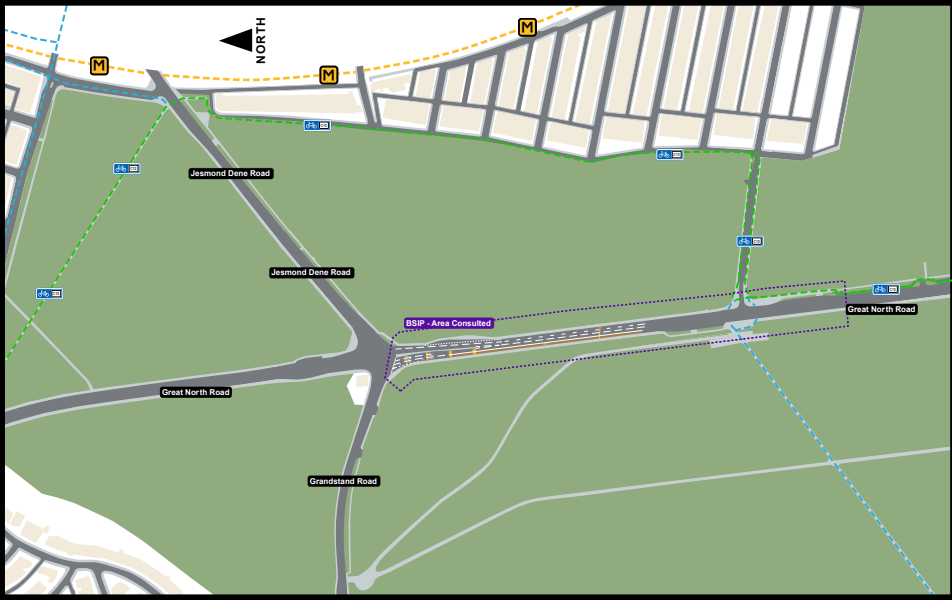 NORTH
M
M
M
Jesmond Dene Road
Jesmond Dene Road
BSIP - Area Consulted
Great North Road
Great North Road
Grandstand Road